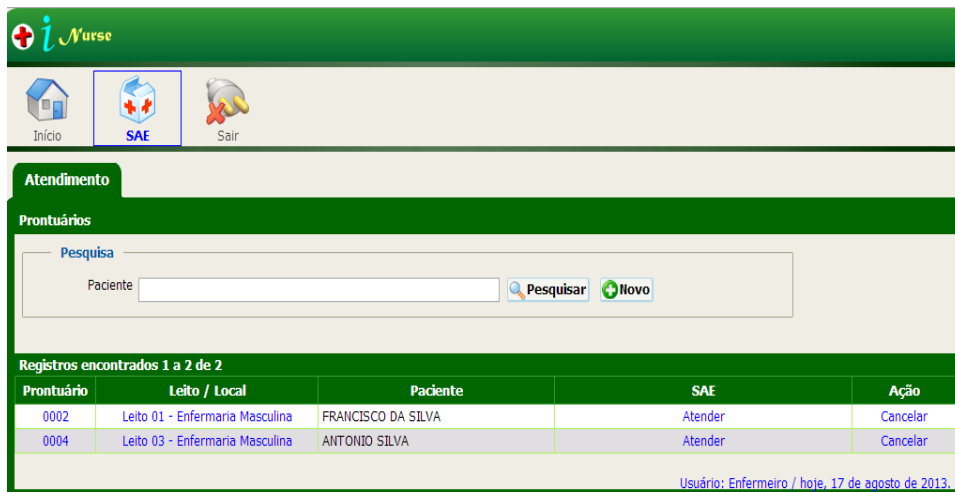 i Nurse
Início SAE Sair
Atendimento
Prontuários
Pesquisa
Paciente Pesquisar Novo
Registros encontrados 1 a 2 de 2
Prontuário Leito / Local Paciente SAE Ação
0002 Leito 01 - Enfermaria Masculina FRANCISCO DA SILVA Atender Cancelar
0004 Leito 03 - Enfermaria Masculina ANTONIO SILVA Atender Cancelar
Usuário: Enfermeiro / hoje, 17 de agosto de 2013.